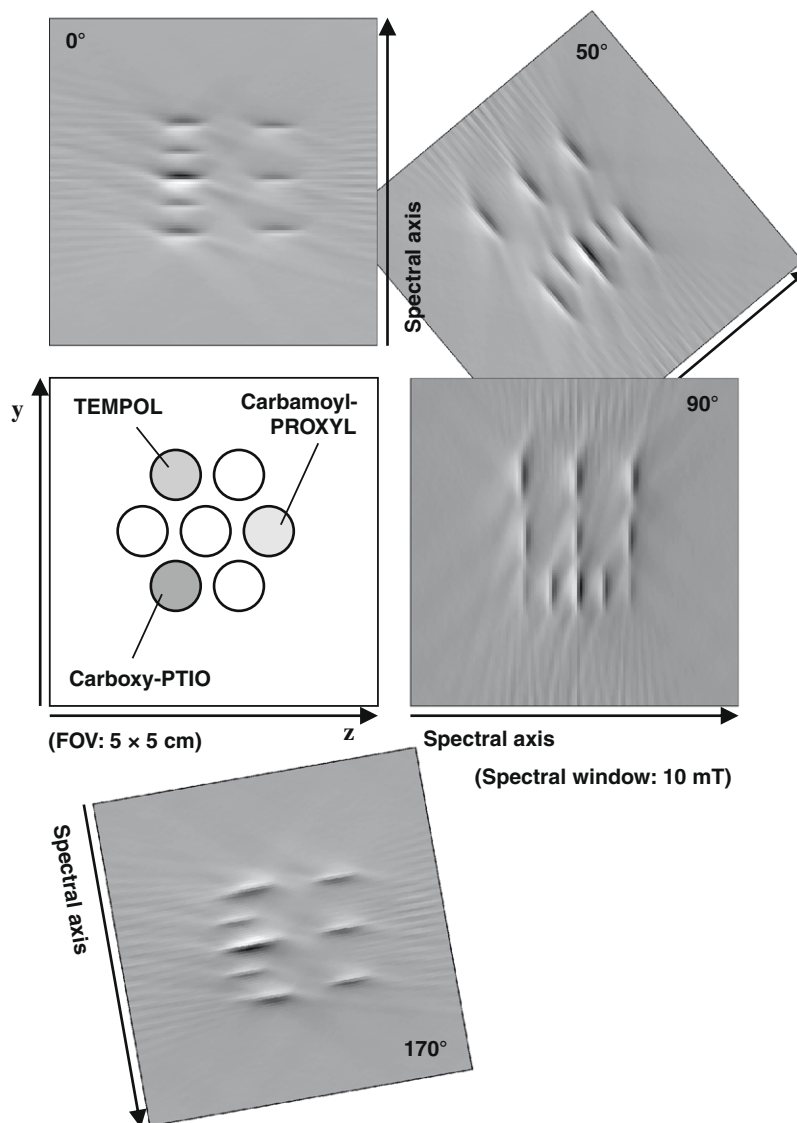 0°
50°
Spectral axis
y
TEMPOL
Carbamoyl-
PROXYL
Carboxy-PTIO
90°
(FOV: 5 × 5 cm)
z
Spectral axis
(Spectral window: 10 mT)
Spectral axis
170°